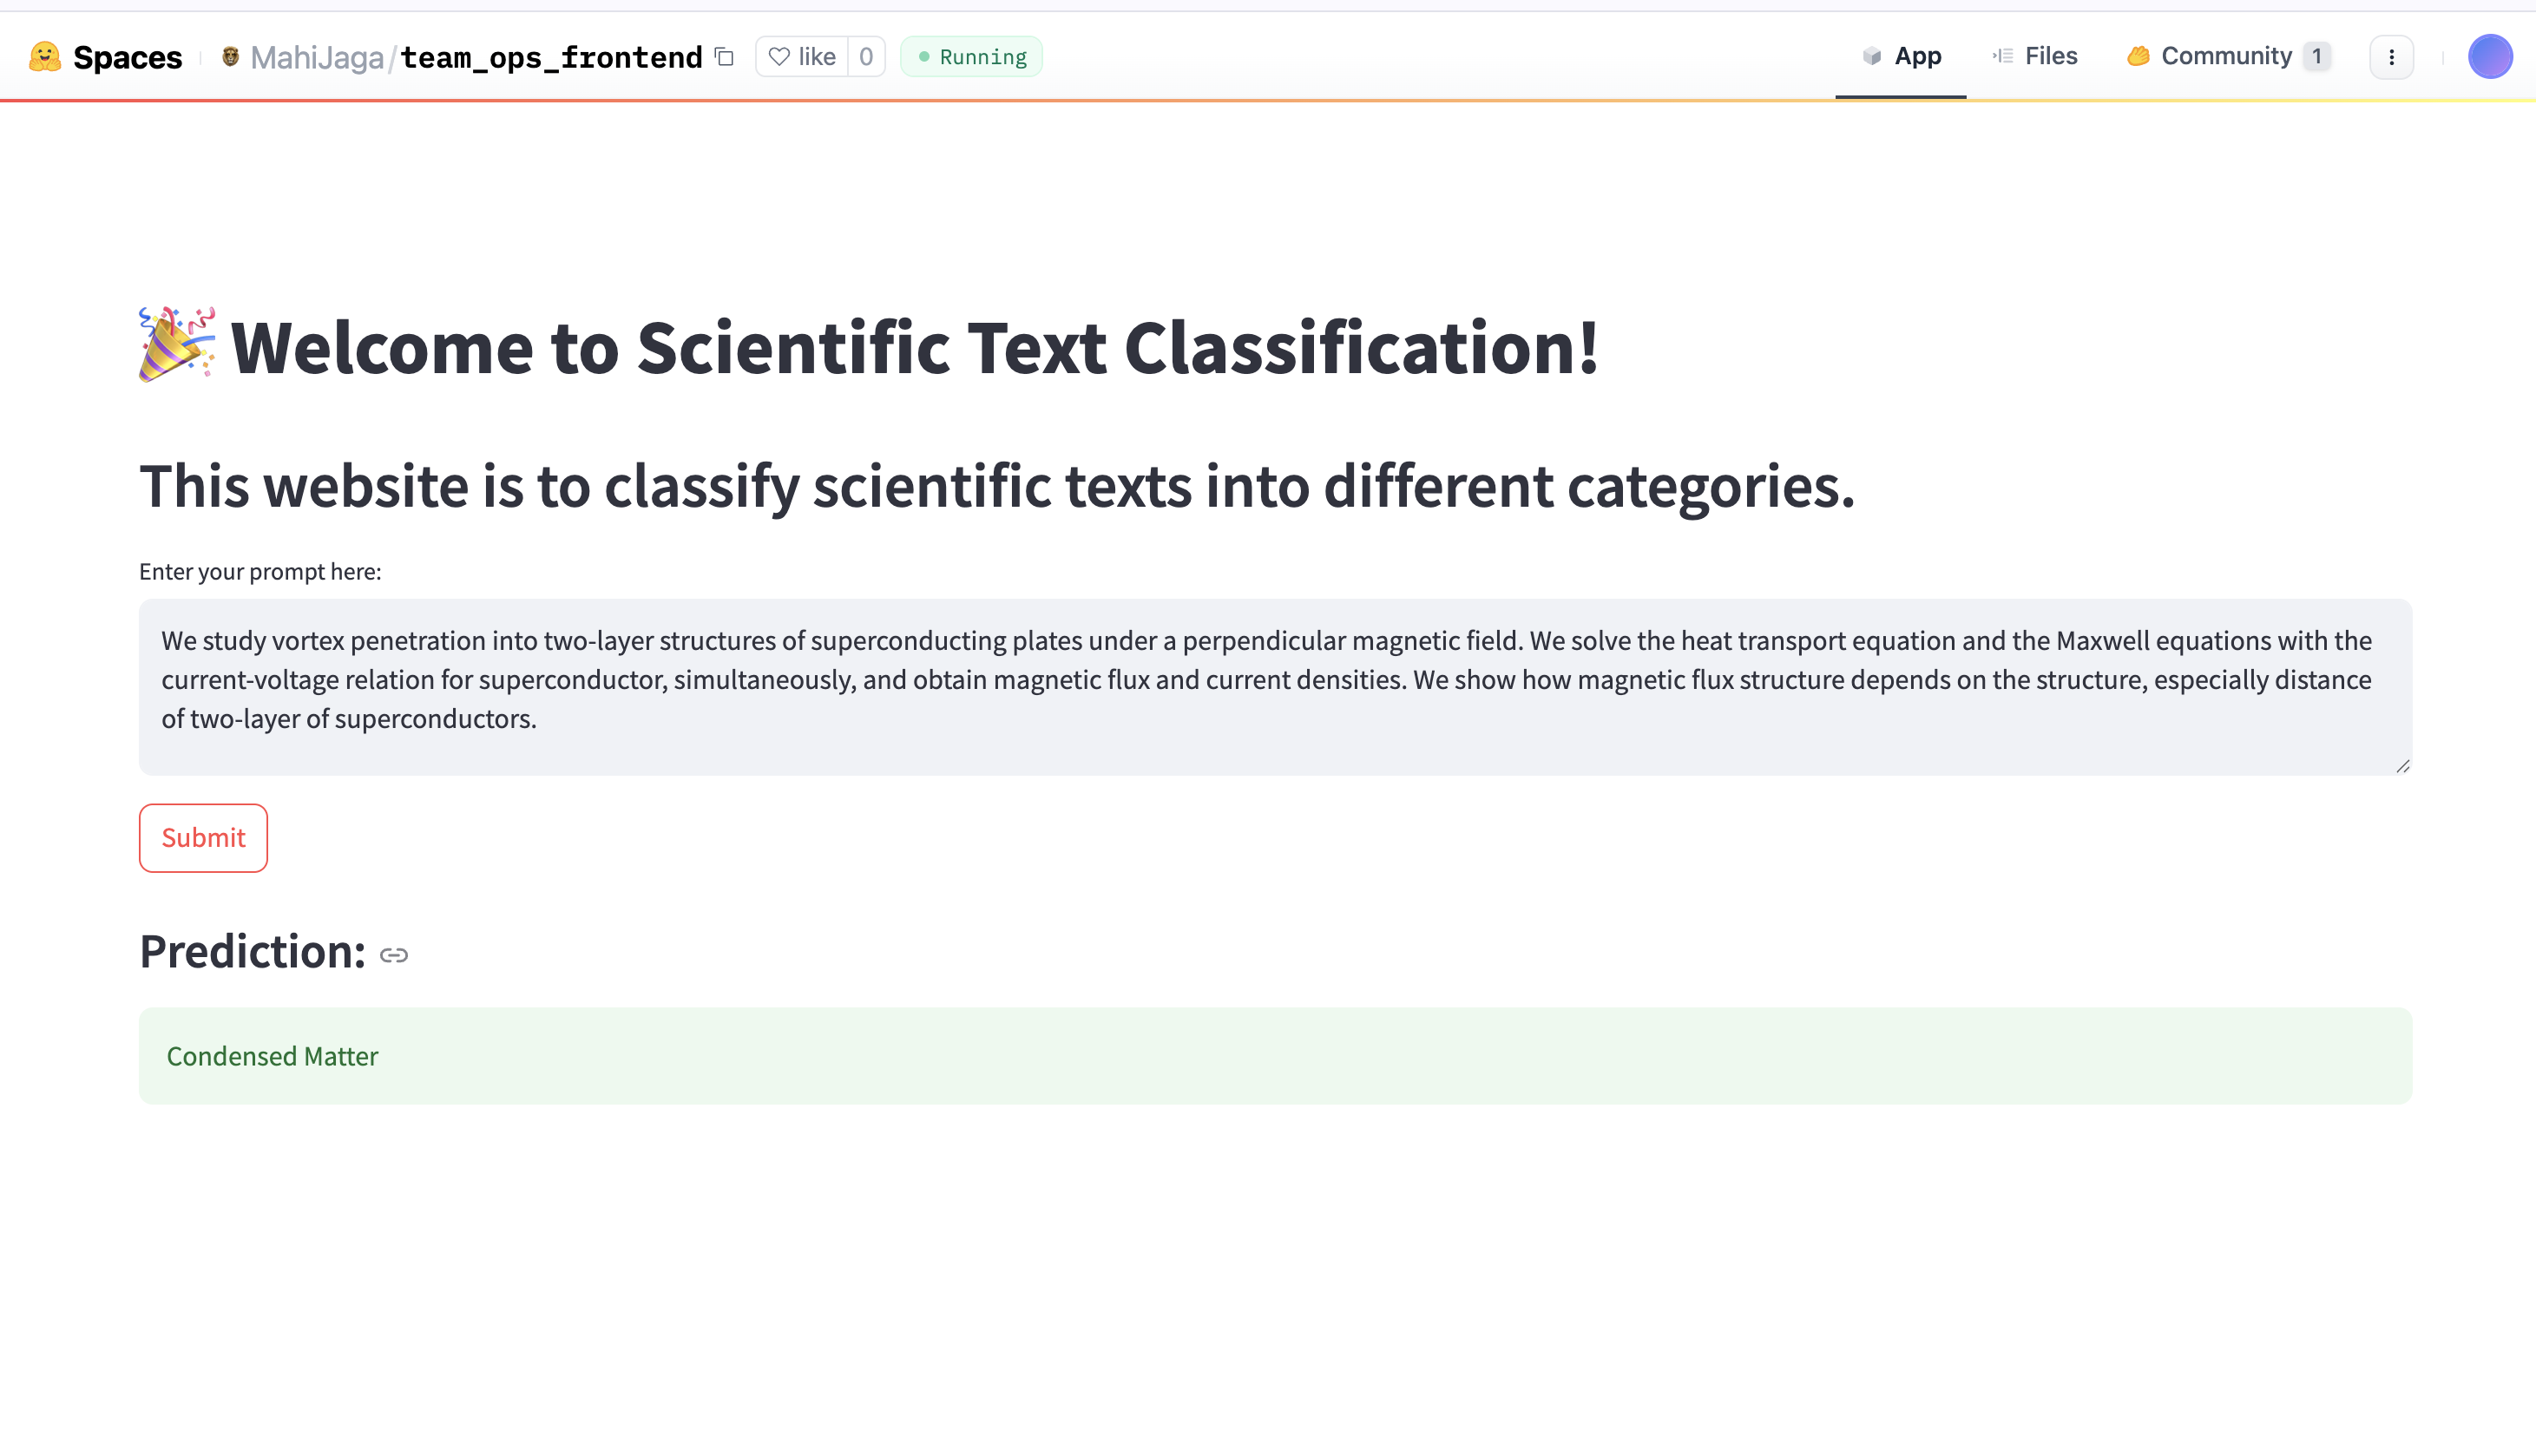 Spaces MahiJaga/team_ops_frontend like 0 Running App Files Community 1
Welcome to Scientific Text Classification!
This website is to classify scientific texts into different categories.
Enter your prompt here:
We study vortex penetration into two-layer structures of superconducting plates under a perpendicular magnetic field. We solve the heat transport equation and the Maxwell equations with the
current-voltage relation for superconductor, simultaneously, and obtain magnetic flux and current densities. We show how magnetic flux structure depends on the structure, especially distance
of two-layer of superconductors.
Submit
Prediction:
Condensed Matter